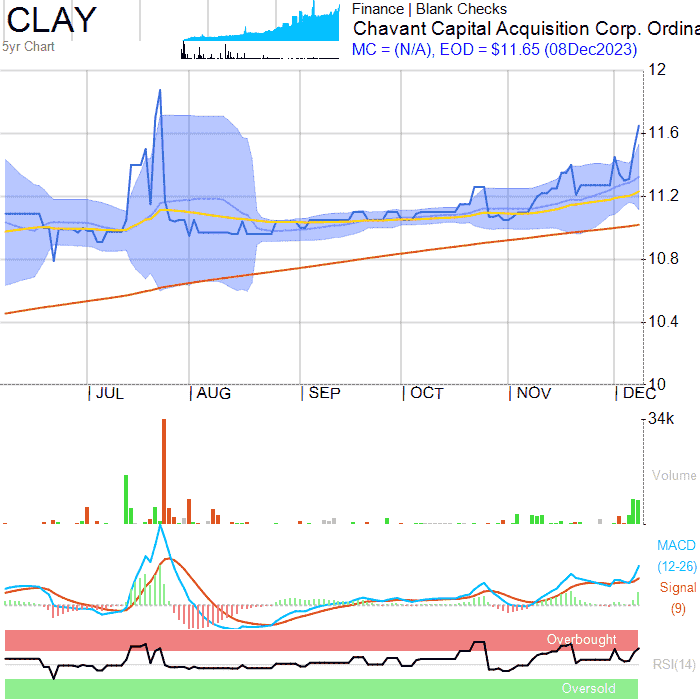 CLAY
5yr Chart
Finance | Blank Checks
Chavant Capital Acquisition Corp. Ordina
MC = (N/A), EOD = $11.65 (08Dec2023)
12
11.6
11.2
10.8
10.4
10
JUL AUG SEP OCT NOV DEC
34k
Volume
MACD
(12-26)
Signal
(9)
Overbought
RSI(14)
Oversold